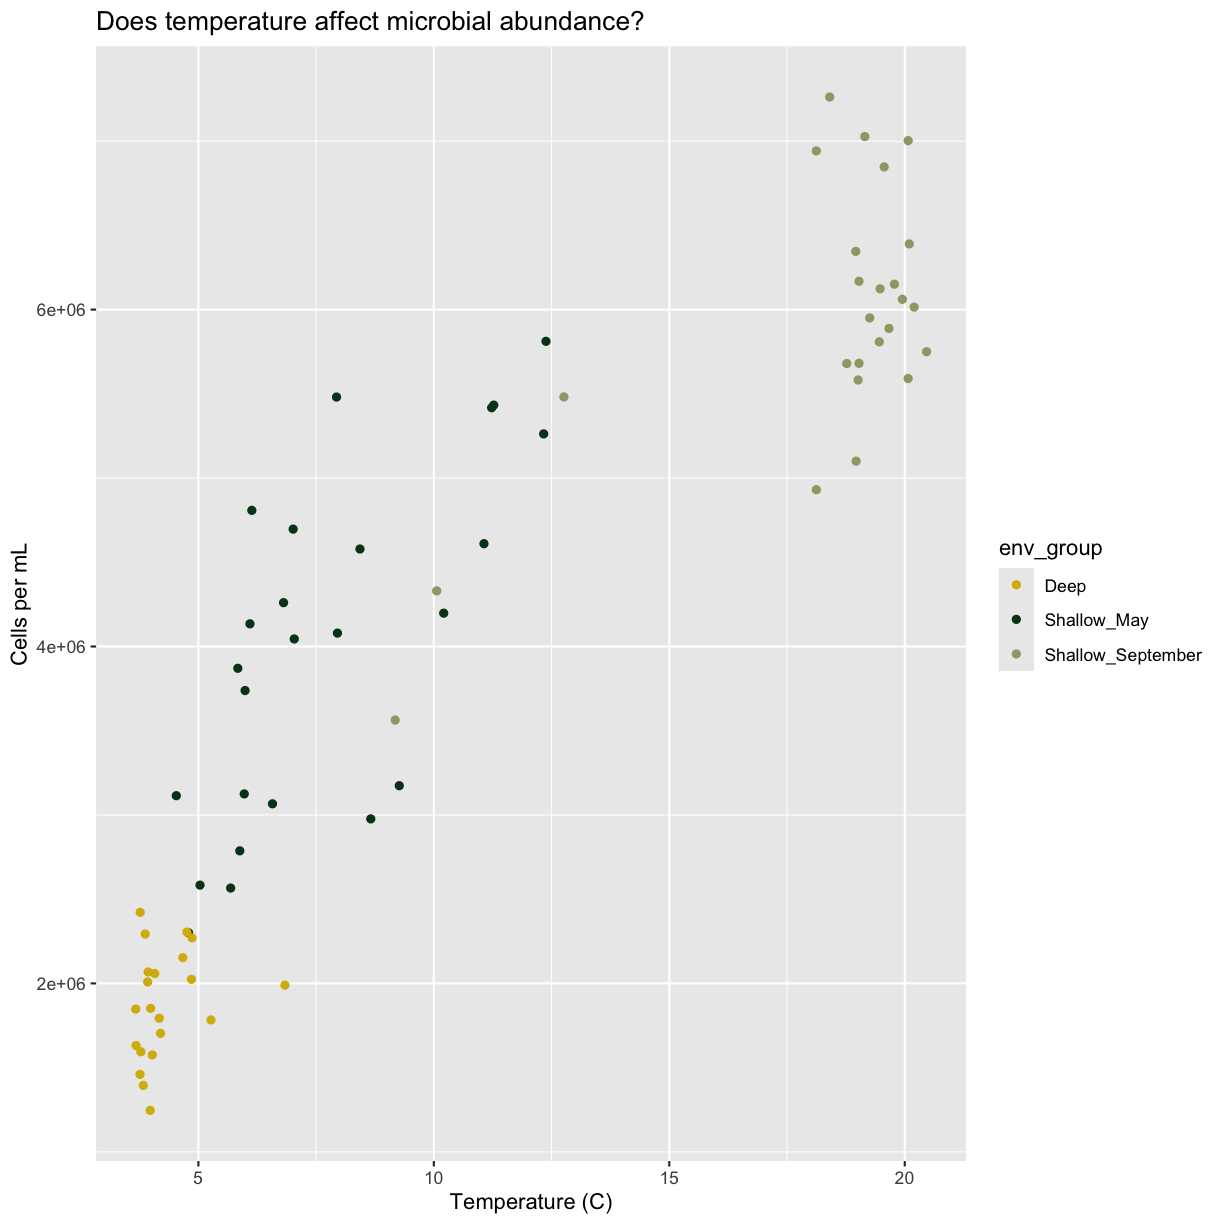 Does temperature affect microbial abundance?
6e+06
4e+06
2e+06
Cells per mL
5 10 15 20
Temperature (C)
env_group
Deep
Shallow_May
Shallow_September